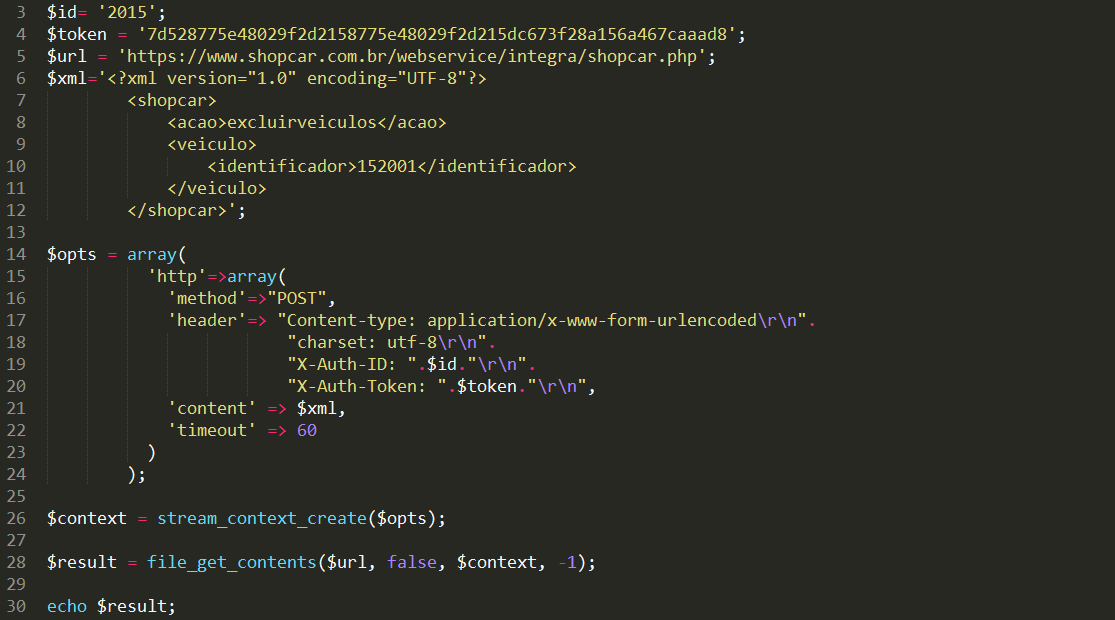 3 $id= '2015';
4 $token = '7d528775e48029f2d2158775e48029f2d215dc673f28a156a467caaad8';
5 $url = 'https://www.shopcar.com.br/webservice/integra/shopcar.php';
6 $xml='<?xml version="1.0" encoding="UTF-8"?>
7 <shopcar>
8 <acao>excluirveiculos</acao>
9 <veiculo>
10 <identificador>152001</identificador>
11 </veiculo>
12 </shopcar>';
13
14 $opts = array(
15 'http'=>array(
16 'method'=>"POST",
17 'header'=> "Content-type: application/x-www-form-urlencoded\r\n".
18 "charset: utf-8\r\n".
19 "X-Auth-ID: ".$id."\r\n".
20 "X-Auth-Token: ".$token."\r\n",
21 'content' => $xml,
22 'timeout' => 60
23 )
24 );
25
26 $context = stream_context_create($opts);
27
28 $result = file_get_contents($url, false, $context, -1);
29
30 echo $result;